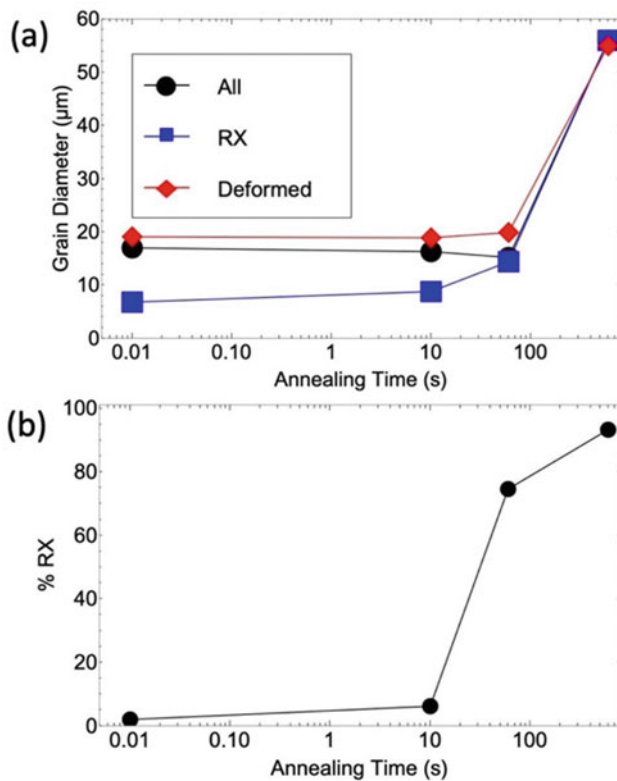 (a)
60
50
40
30
20
10
0
Grain Diameter (μm)
All
RX
Deformed
0.01 0.10 1 10 100
Annealing Time (s)
(b)
100
80
60
40
20
0
% RX
0.01 0.10 1 10 100
Annealing Time (s)